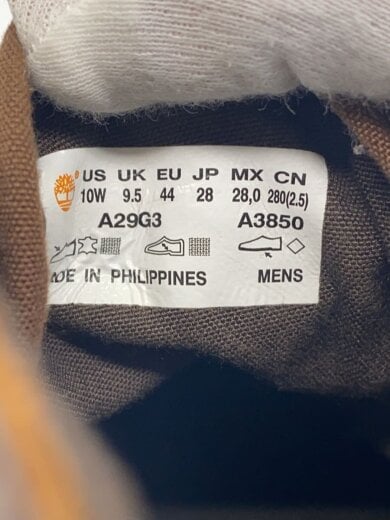 US UK EU JP MX CN
10W 9.5 44 28 28,0 280(2.5)
A29G3 A3850
IN PHILIPPINES MENS